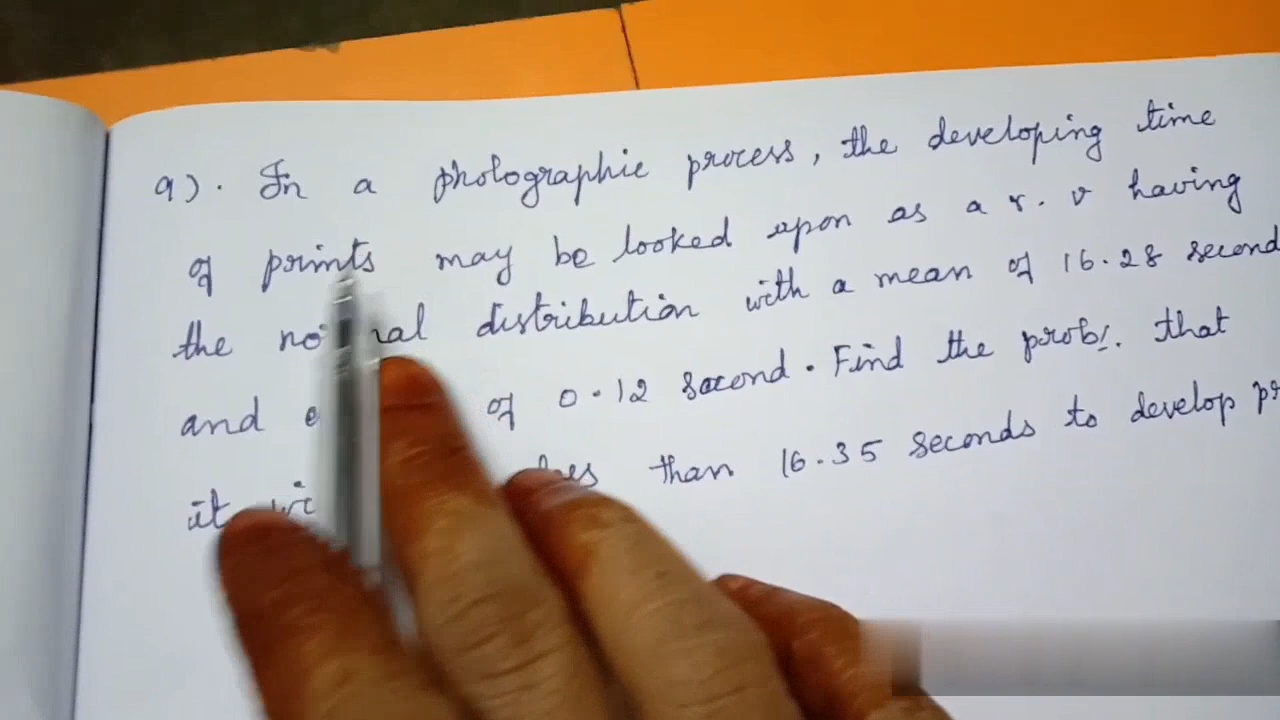 9). In a photographic process, the developing time
of prints may be looked upon as a r. v having
the normal distribution with a mean of 16.28 second
and of 0.12 second. Find the prob/. that
it than 16.35 seconds to develop pr